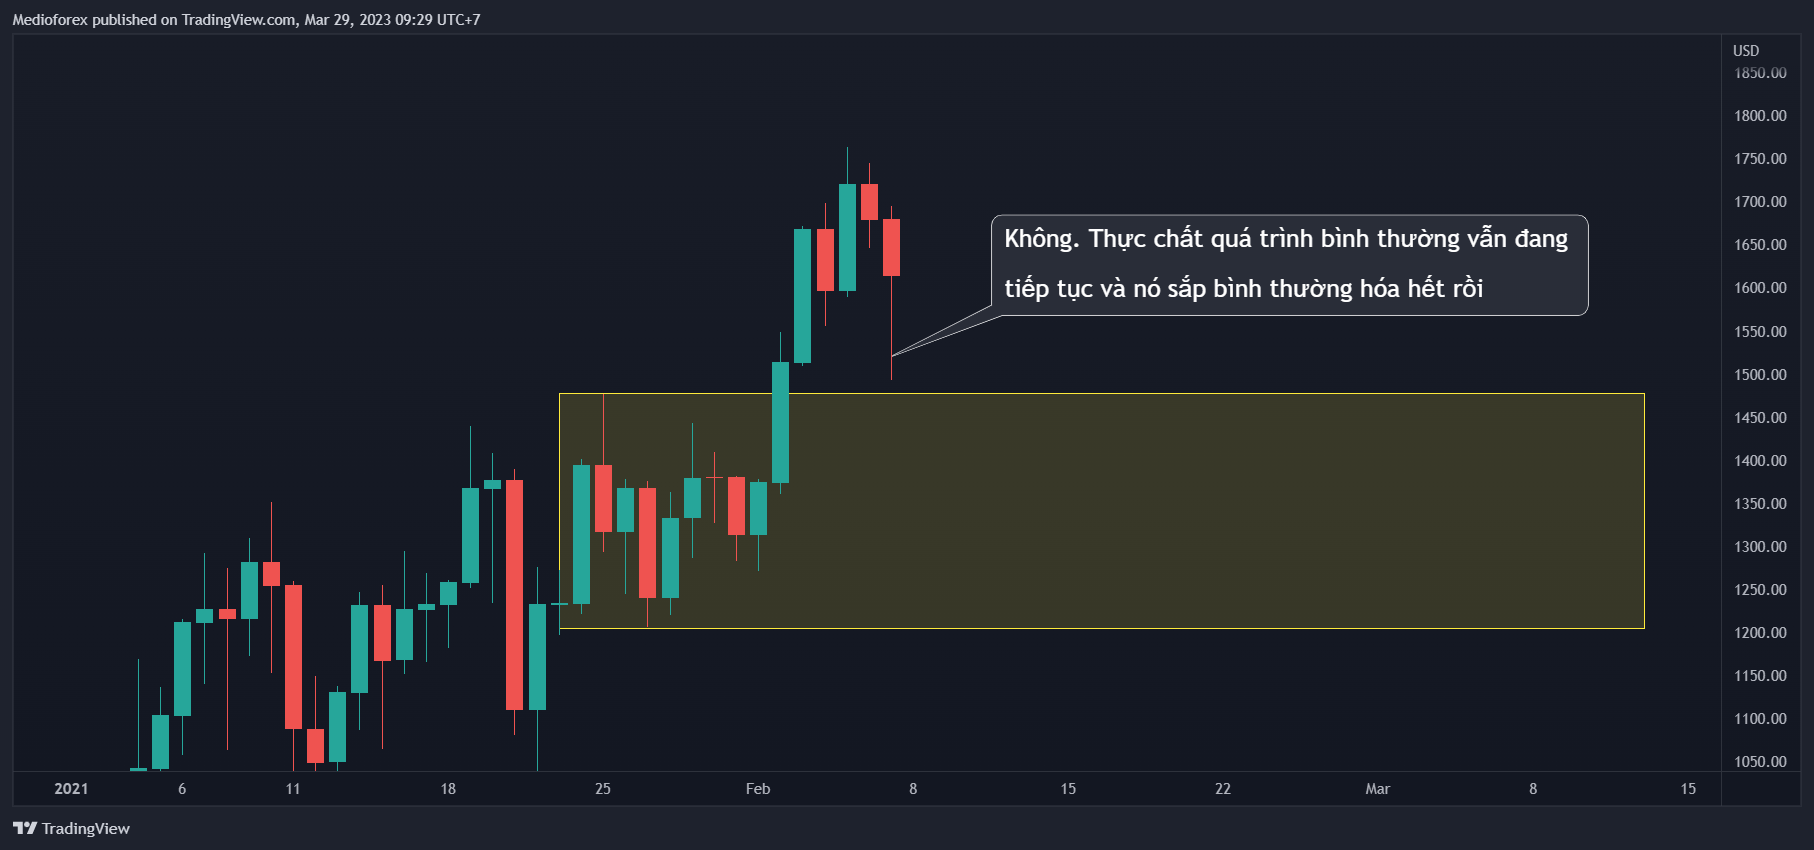 Medioforex published on TradingView.com, Mar 29, 2023 09:29 UTC+7
USD
1850.00
1800.00
1750.00
1700.00
Không. Thực chất quá trình bình thường vẫn đang
tiếp tục và nó sắp bình thường hóa hết rồi
1650.00
1600.00
1550.00
1500.00
1450.00
1400.00
1350.00
1300.00
1250.00
1200.00
1150.00
1100.00
1050.00
2021 6 11 18 25 Feb 8 15 22 Mar 8 15
TradingView